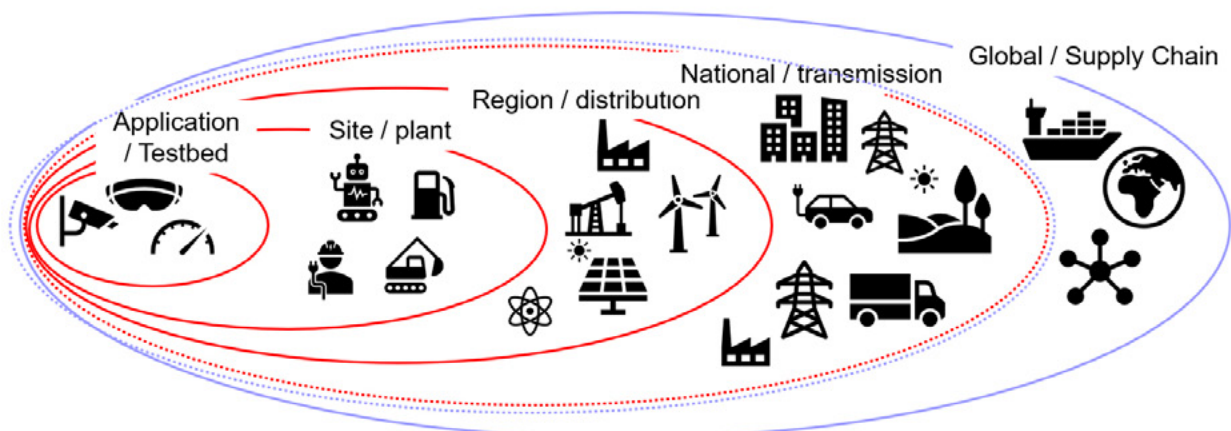 Application
/ Testbed
Site / plant
Region / distribution
National / transmission
Global / Supply Chain